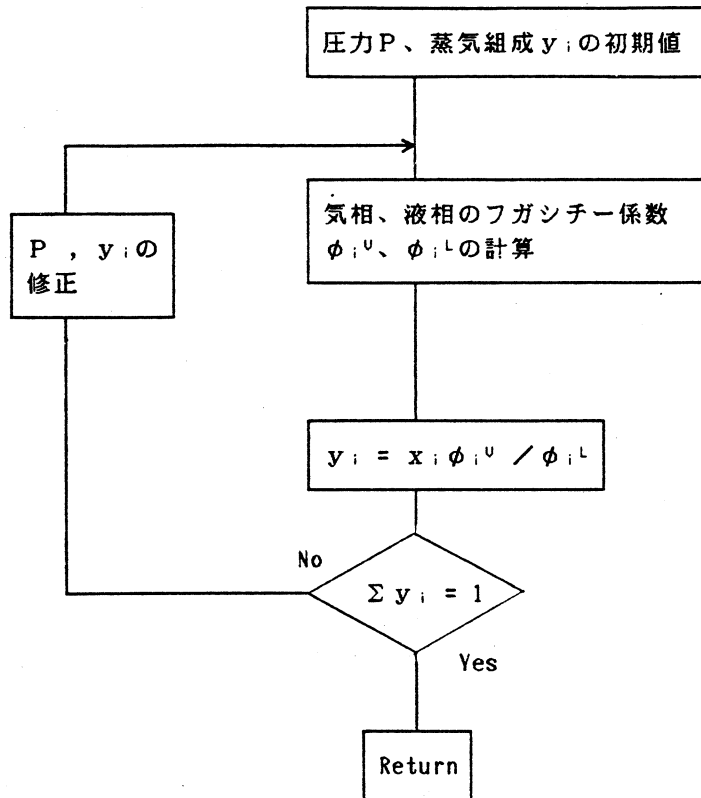 圧力P、蒸気組成yᵢの初期値
気相、液相のフガシチー係数
φᵢᵛ、φᵢᴸの計算
P , yᵢの
修正
yᵢ = xᵢφᵢᵛ / φᵢᴸ
No
Σyᵢ = 1
Yes
Return